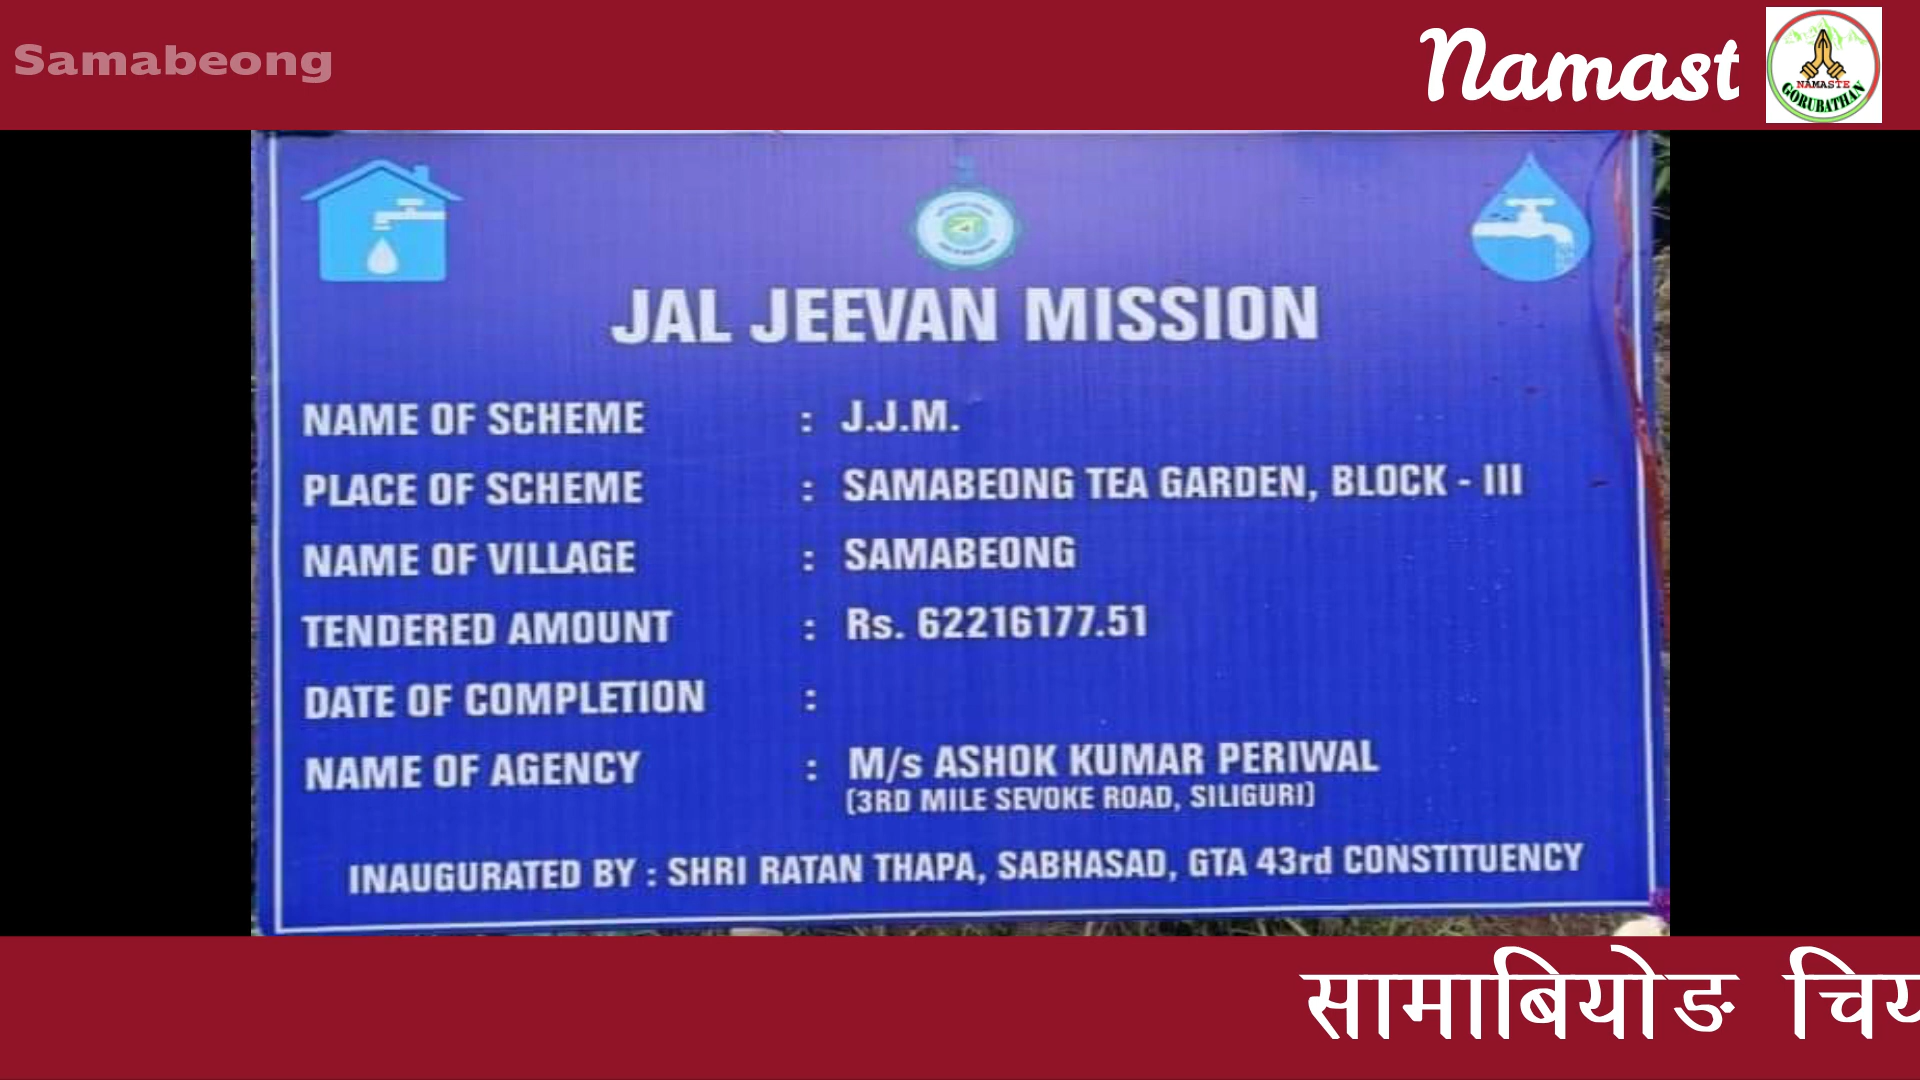 Samabeong
Namast
NAMASTE
GORUBATHAN
JAL JEEVAN MISSION
NAME OF SCHEME : J.J.M.
PLACE OF SCHEME : SAMABEONG TEA GARDEN, BLOCK - III
NAME OF VILLAGE : SAMABEONG
TENDERED AMOUNT : Rs. 62216177.51
DATE OF COMPLETION :
NAME OF AGENCY : M/s ASHOK KUMAR PERIWAL
(3RD MILE SEVOKE ROAD, SILIGURI)
INAUGURATED BY : SHRI RATAN THAPA, SABHASAD, GTA 43rd CONSTITUENCY
सामाबियोङ